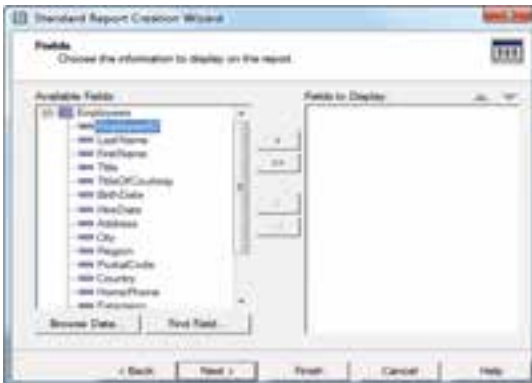 Standard Report Creation Wizard
Fields
Choose the information to display on the report.
Available Fields:
Fields to Display:
Employees
EmployeeID
LastName
FirstName
Title
TitleOfCourtesy
BirthDate
HireDate
Address
City
Region
PostalCode
Country
HomePhone
Extension
>
>>
Browse Data...
Find Field...
< Back
Next >
Finish
Cancel
Help